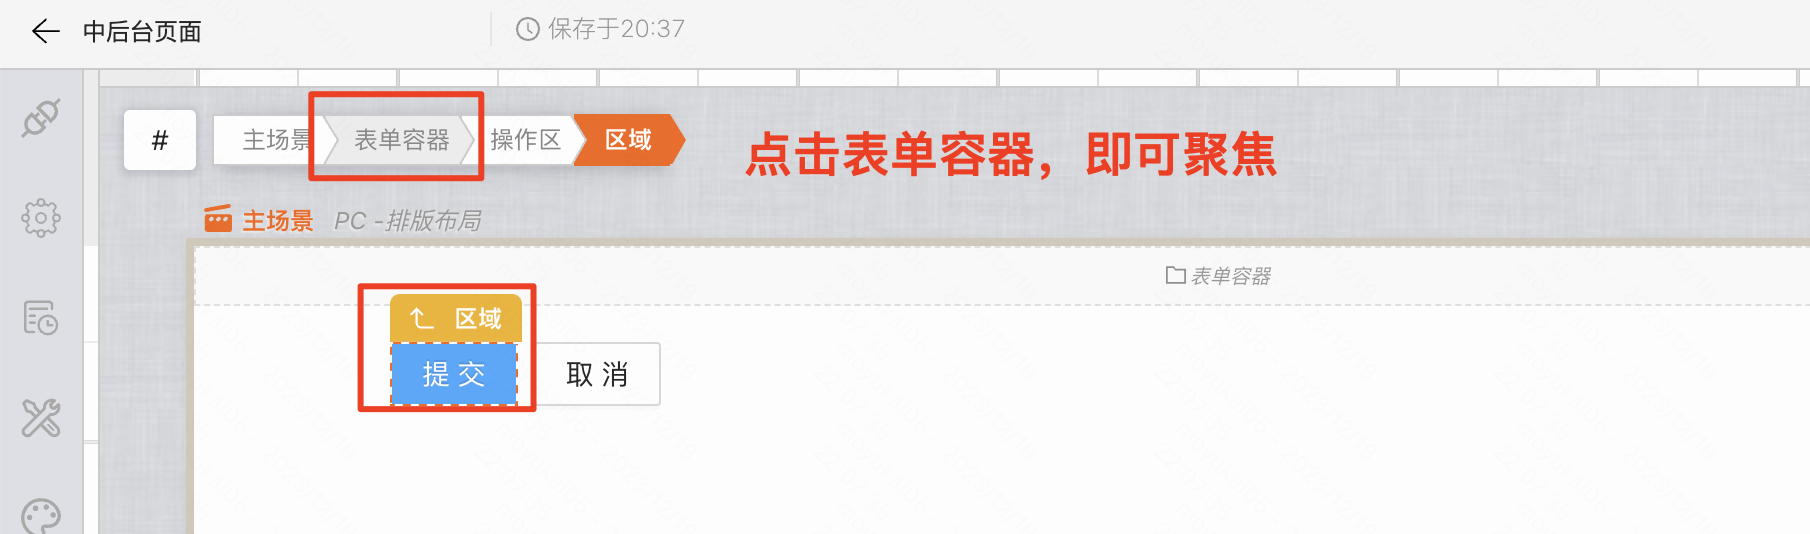 中后台页面
保存于20:37
# 主场景 表单容器 操作区 区域
点击表单容器，即可聚焦
主场景 PC -排版布局
表单容器
区域
提 交 取 消